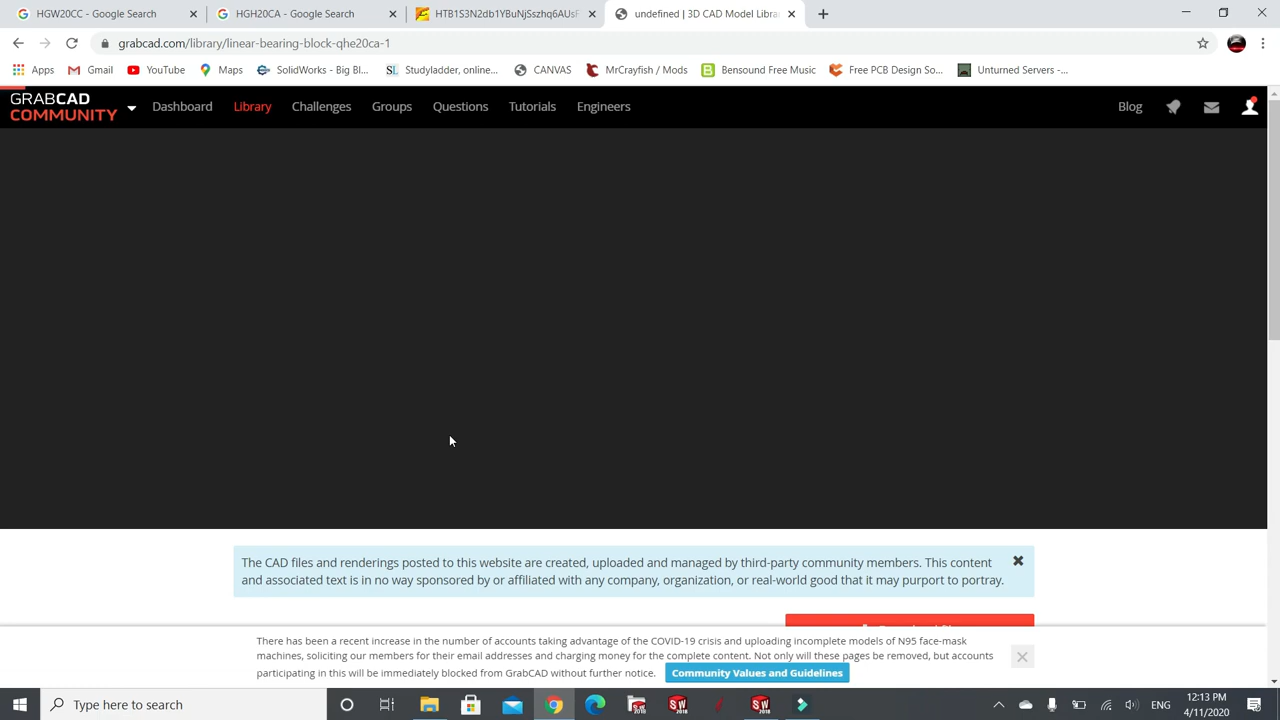 HGW20CC - Google Search
HGH20CA - Google Search
HTB1S3N2db1YBuNjSszhq6AUsF
undefined | 3D CAD Model Libra
grabcad.com/library/linear-bearing-block-qhe20ca-1
Apps
Gmail
YouTube
Maps
SolidWorks - Big Bl...
SL
Studyladder, online...
CANVAS
MrCrayfish / Mods
Bensound Free Music
Free PCB Design So...
Unturned Servers -...
GRABCAD
COMMUNITY
Dashboard
Library
Challenges
Groups
Questions
Tutorials
Engineers
Blog
The CAD files and renderings posted to this website are created, uploaded and managed by third-party community members. This content
and associated text is in no way sponsored by or affiliated with any company, organization, or real-world good that it may purport to portray.
There has been a recent increase in the number of accounts taking advantage of the COVID-19 crisis and uploading incomplete models of N95 face-mask
machines, soliciting our members for their email addresses and charging money for the complete content. Not only will these pages be removed, but accounts
participating in this will be immediately blocked from GrabCAD without further notice.
Community Values and Guidelines
Type here to search
ENG
12:13 PM
4/11/2020